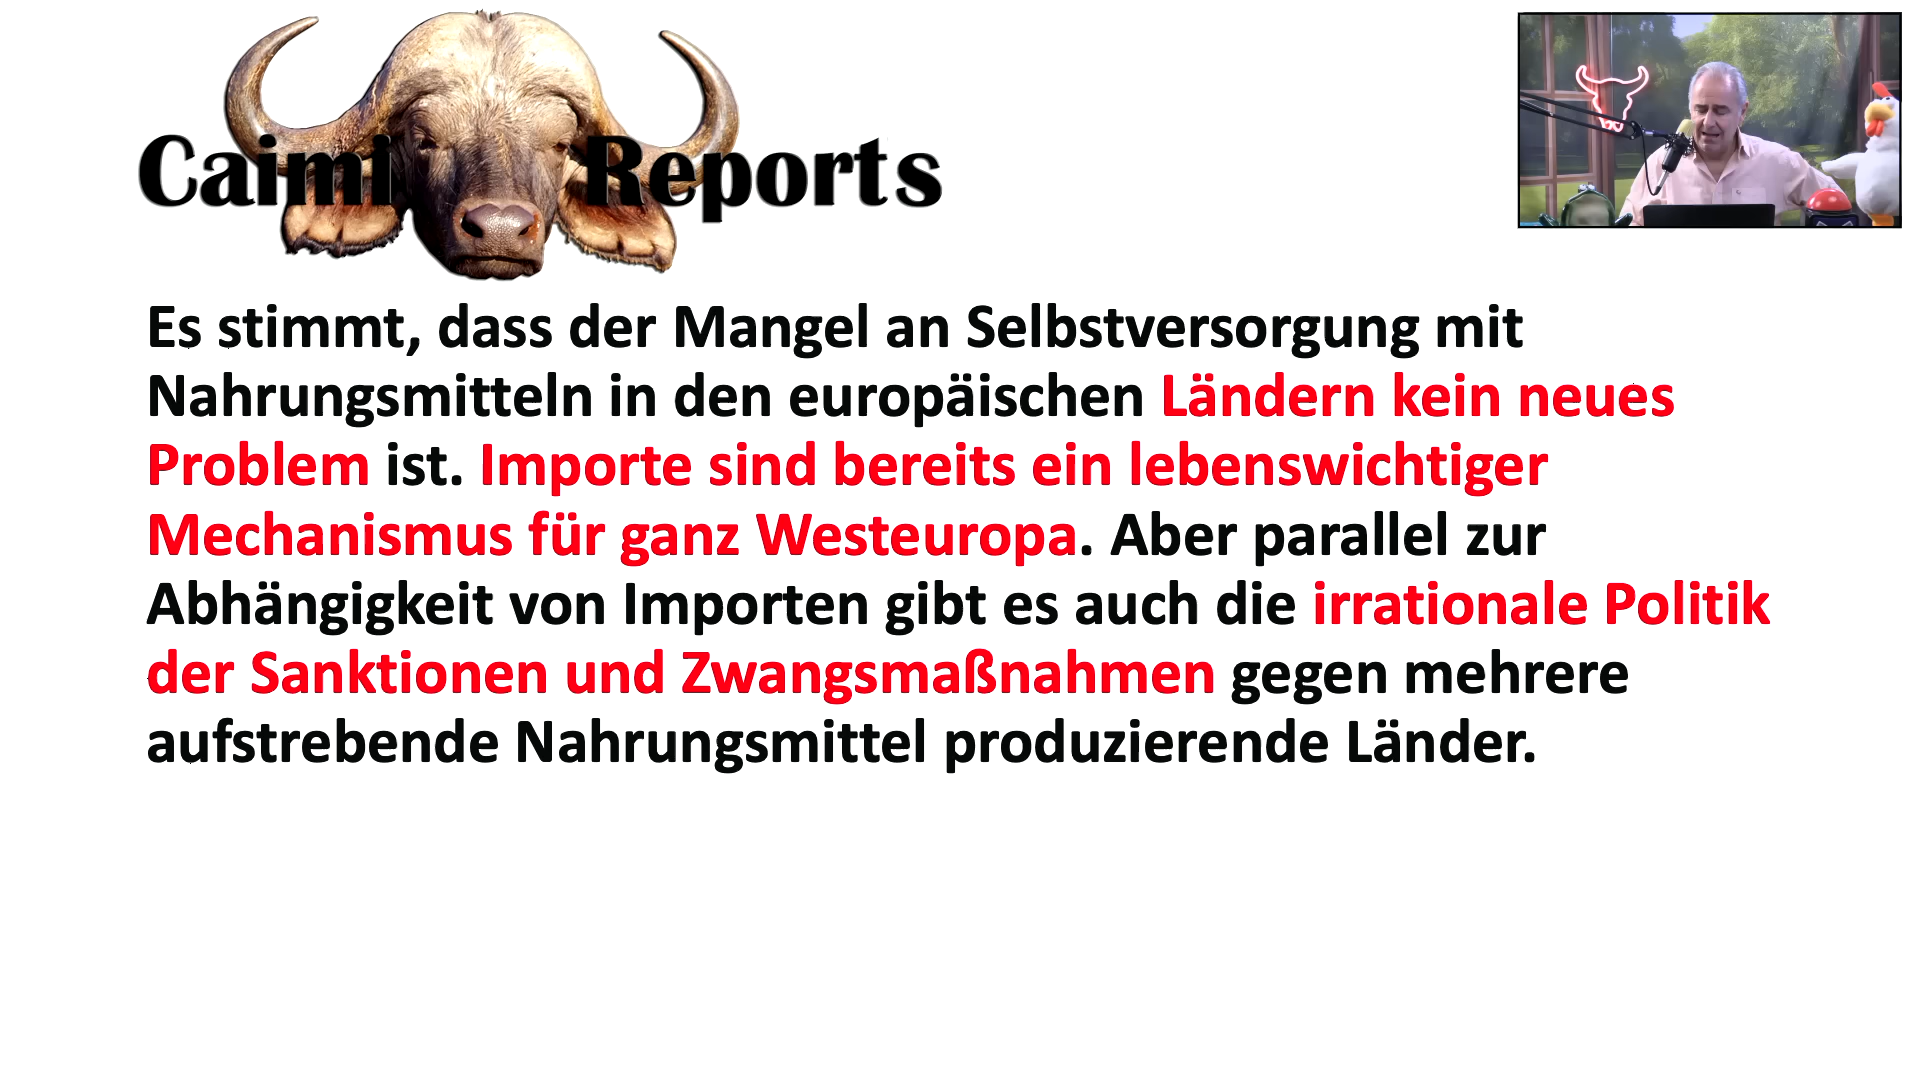 Caimi Reports
Es stimmt, dass der Mangel an Selbstversorgung mit
Nahrungsmitteln in den europäischen Ländern kein neues
Problem ist. Importe sind bereits ein lebenswichtiger
Mechanismus für ganz Westeuropa. Aber parallel zur
Abhängigkeit von Importen gibt es auch die irrationale Politik
der Sanktionen und Zwangsmaßnahmen gegen mehrere
aufstrebende Nahrungsmittel produzierende Länder.